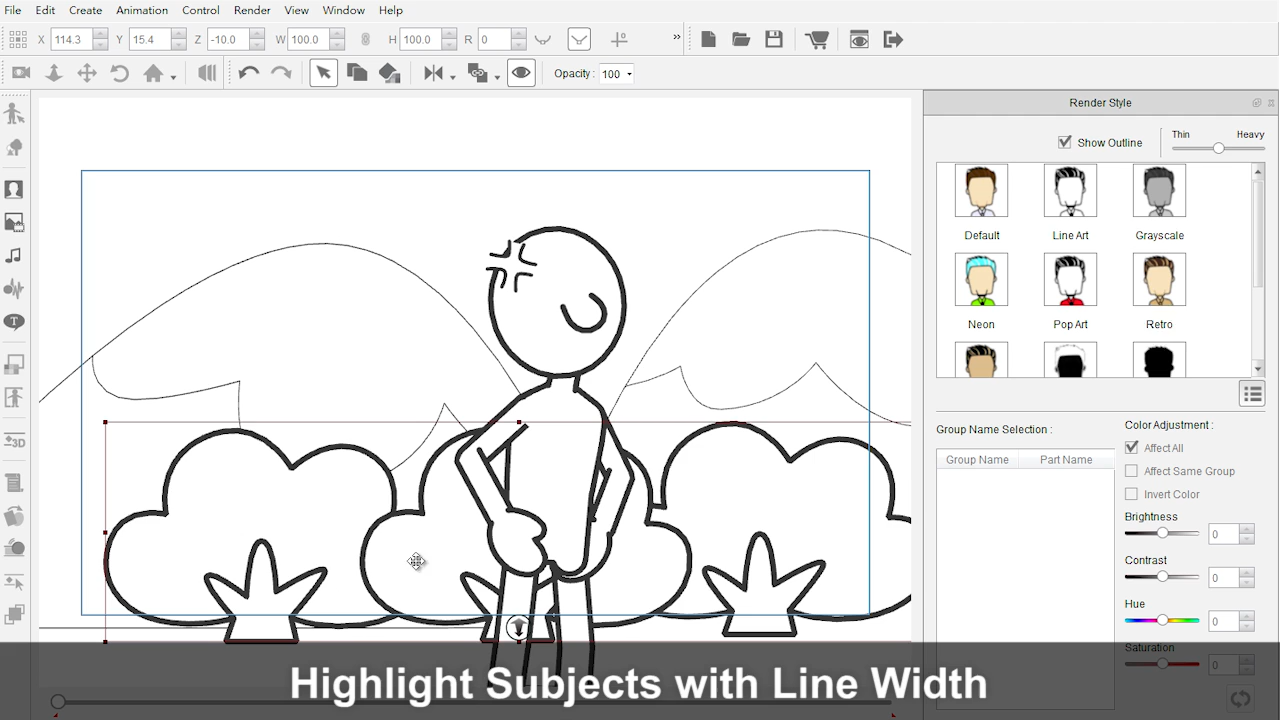 File Edit Create Animation Control Render View Window Help
X 114.3 Y 15.4 Z -10.0 W 100.0 H 100.0 R 0 »
Opacity : 100
Render Style
Show Outline Thin Heavy
Default Line Art Grayscale
Neon Pop Art Retro
Group Name Selection :
Group Name Part Name
Color Adjustment :
Affect All
Affect Same Group
Invert Color
Brightness
0
Contrast
0
Hue
0
Saturation
0
T
3D
Highlight Subjects with Line Width